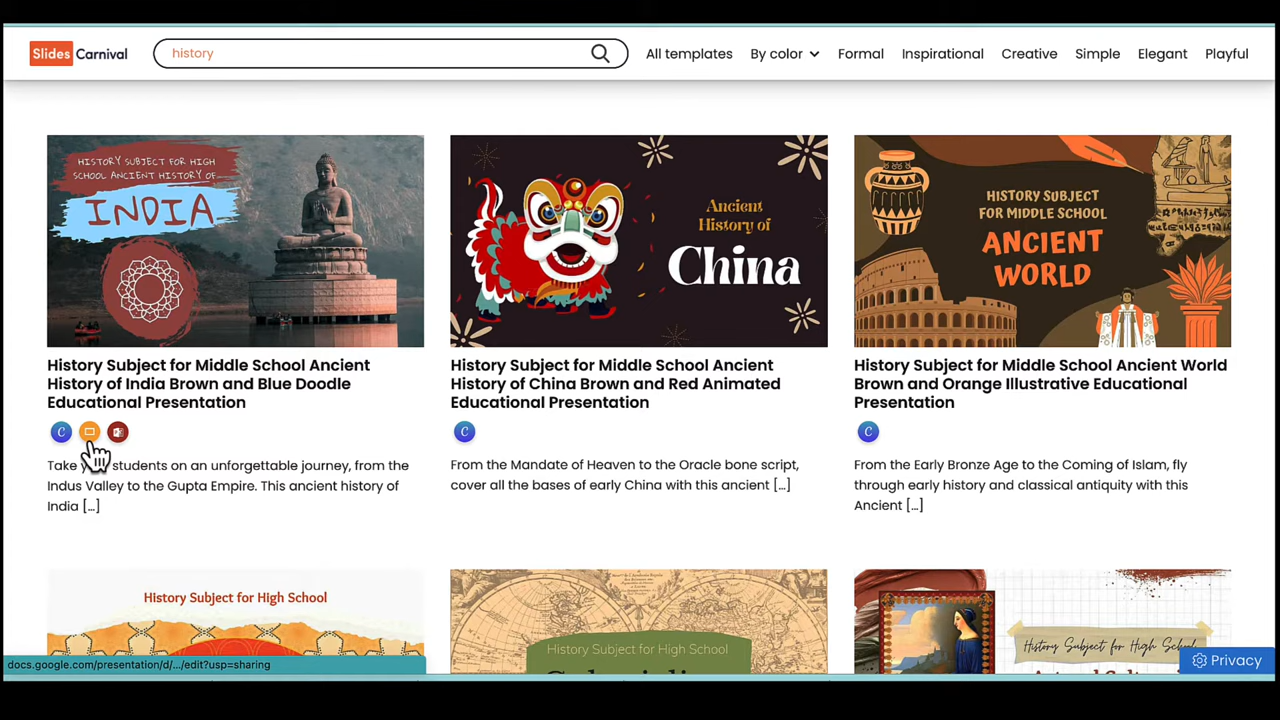 Slides Carnival
history
All templates
By color
Formal
Inspirational
Creative
Simple
Elegant
Playful
HISTORY SUBJECT FOR HIGH
SCHOOL ANCIENT HISTORY OF
INDIA
Ancient
History of
China
HISTORY SUBJECT
FOR MIDDLE SCHOOL
ANCIENT
WORLD
History Subject for Middle School Ancient
History of India Brown and Blue Doodle
Educational Presentation
C
Take students on an unforgettable journey, from the
Indus Valley to the Gupta Empire. This ancient history of
India [...]
History Subject for Middle School Ancient
History of China Brown and Red Animated
Educational Presentation
C
From the Mandate of Heaven to the Oracle bone script,
cover all the bases of early China with this ancient [...]
History Subject for Middle School Ancient World
Brown and Orange Illustrative Educational
Presentation
C
From the Early Bronze Age to the Coming of Islam, fly
through early history and classical antiquity with this
Ancient [...]
History Subject for High School
History Subject for High School
History Subject for High School
docs.google.com/presentation/d/.../edit?usp=sharing
Privacy